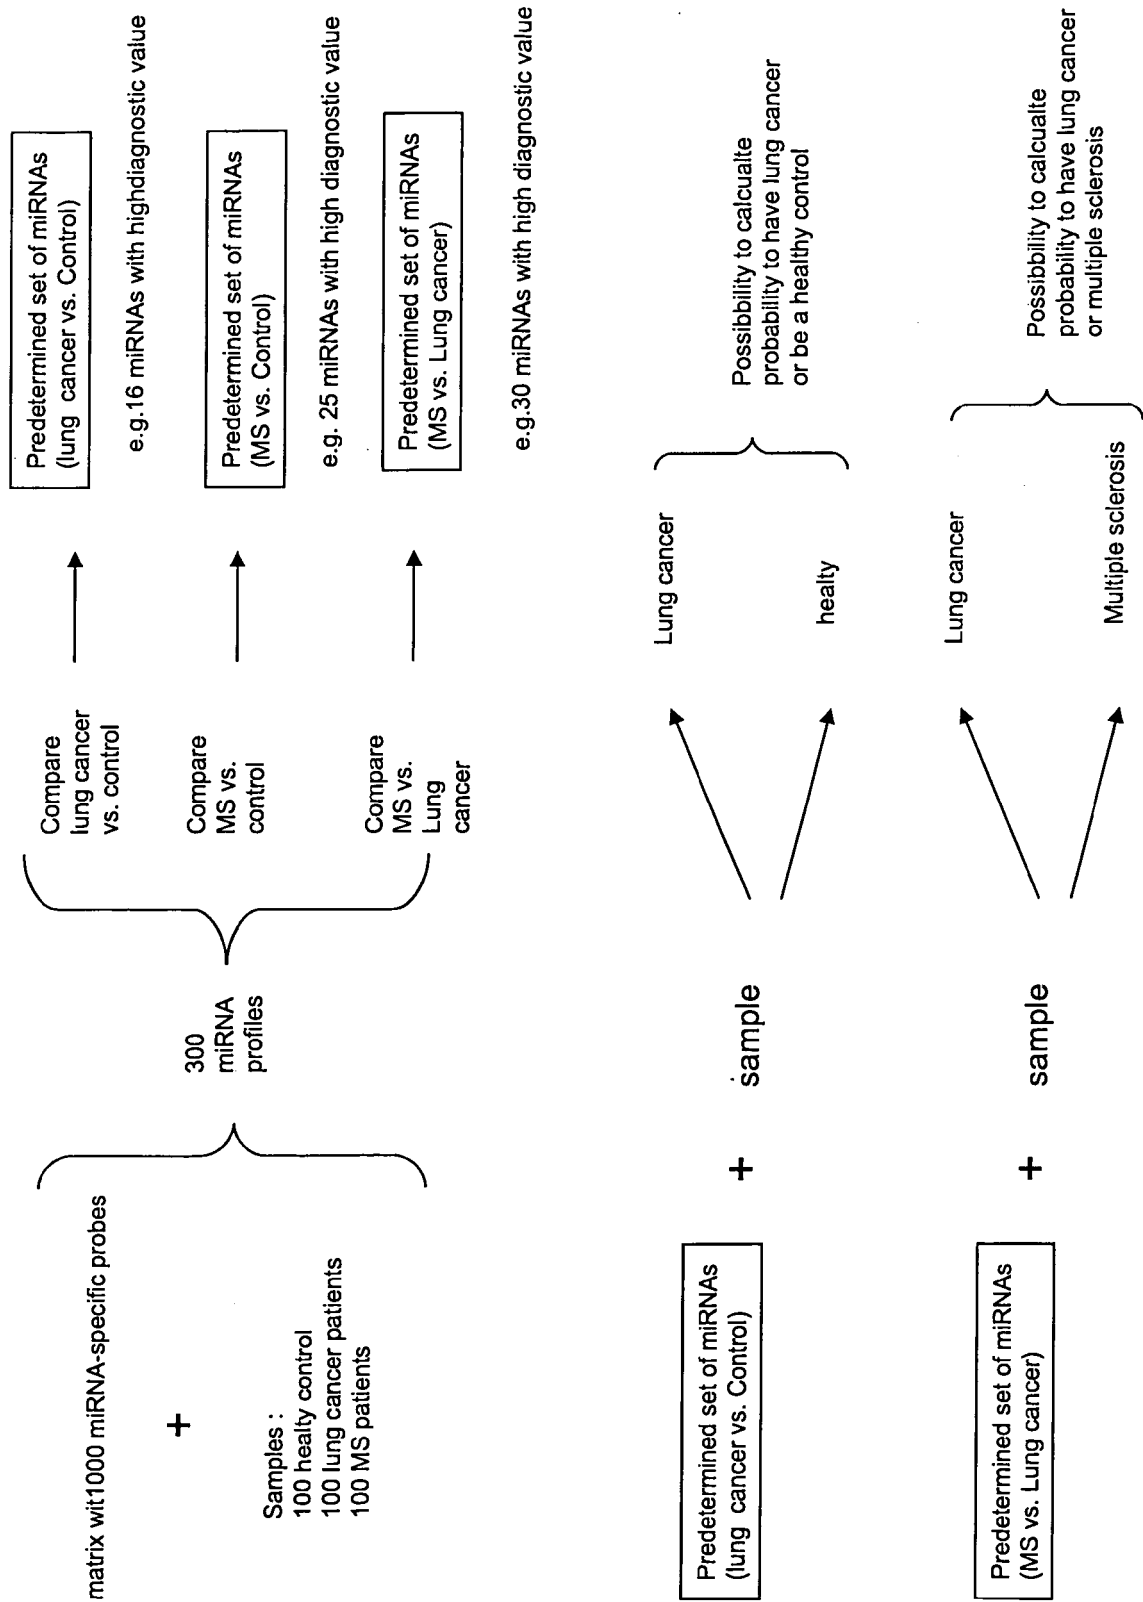 matrix wit1000 miRNA-specific probes
+
Samples :
100 healty control
100 lung cancer patients
100 MS patients
300
miRNA
profiles
Compare
lung cancer
vs. control
Compare
MS vs.
control
Compare
MS vs.
Lung
cancer
Predetermined set of miRNAs
(lung cancer vs. Control)
e.g.16 miRNAs with highdiagnostic value
Predetermined set of miRNAs
(MS vs. Control)
e.g. 25 miRNAs with high diagnostic value
Predetermined set of miRNAs
(MS vs. Lung cancer)
e.g.30 miRNAs with high diagnostic value
Predetermined set of miRNAs
(lung cancer vs. Control)
+
sample
Lung cancer
healty
Possibbility to calcualte
probability to have lung cancer
or be a healthy control
Predetermined set of miRNAs
(MS vs. Lung cancer)
+
sample
Lung cancer
Multiple sclerosis
Possibbility to calcualte
probability to have lung cancer
or multiple sclerosis